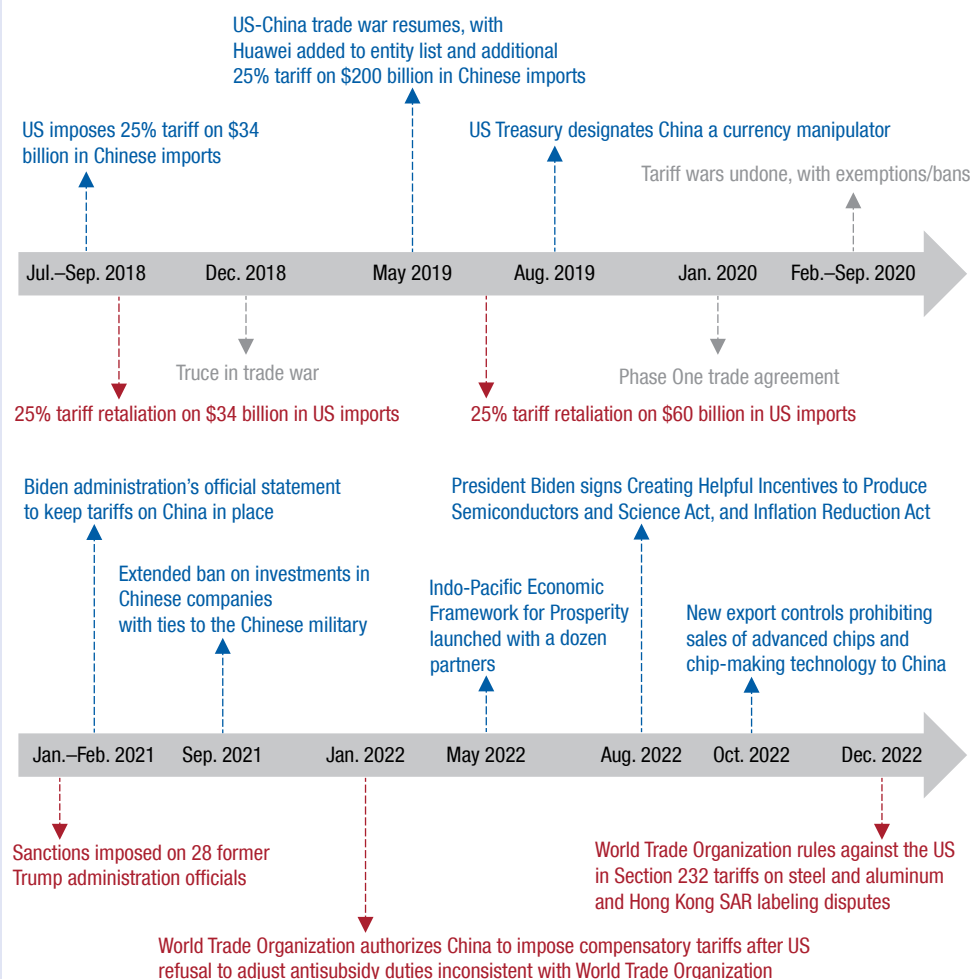 US-China trade war resumes, with
Huawei added to entity list and additional
25% tariff on $200 billion in Chinese imports
US imposes 25% tariff on $34
billion in Chinese imports
US Treasury designates China a currency manipulator
Tariff wars undone, with exemptions/bans
Jul.–Sep. 2018 Dec. 2018 May 2019 Aug. 2019 Jan. 2020 Feb.–Sep. 2020
Truce in trade war
Phase One trade agreement
25% tariff retaliation on $34 billion in US imports
25% tariff retaliation on $60 billion in US imports
Biden administration’s official statement
to keep tariffs on China in place
President Biden signs Creating Helpful Incentives to Produce
Semiconductors and Science Act, and Inflation Reduction Act
Extended ban on investments in
Chinese companies
with ties to the Chinese military
Indo-Pacific Economic
Framework for Prosperity
launched with a dozen
partners
New export controls prohibiting
sales of advanced chips and
chip-making technology to China
Jan.–Feb. 2021 Sep. 2021 Jan. 2022 May 2022 Aug. 2022 Oct. 2022 Dec. 2022
Sanctions imposed on 28 former
Trump administration officials
World Trade Organization rules against the US
in Section 232 tariffs on steel and aluminum
and Hong Kong SAR labeling disputes
World Trade Organization authorizes China to impose compensatory tariffs after US
refusal to adjust antisubsidy duties inconsistent with World Trade Organization